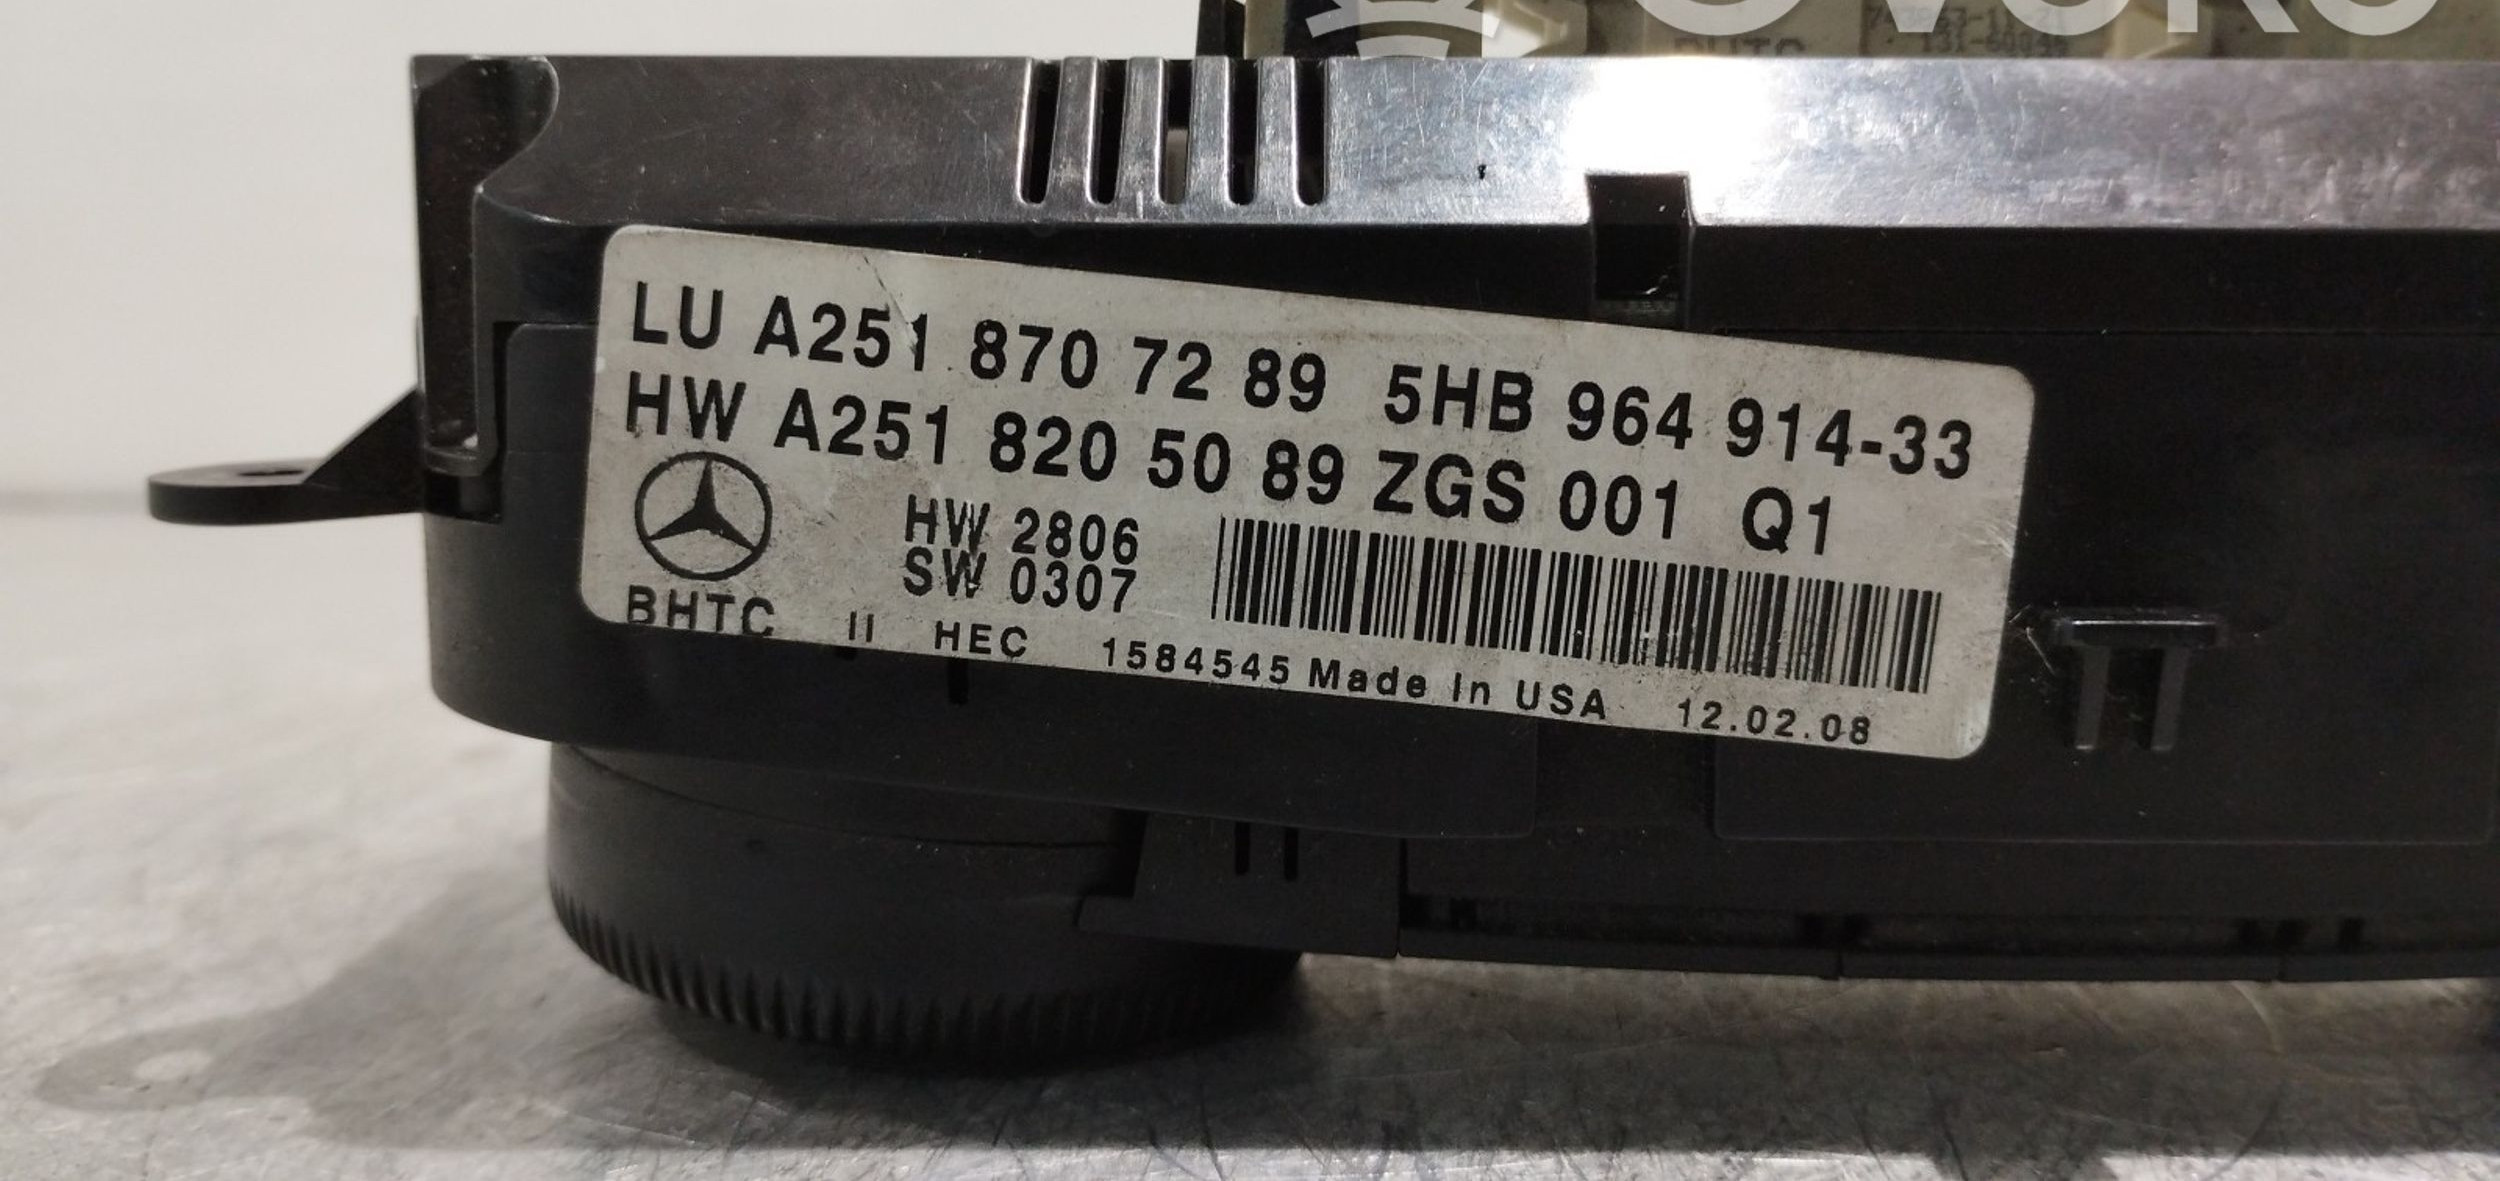 LU A251 870 72 89 5HB 964 914-33
HW A251 820 50 89 ZGS 001 Q1
HW 2806
SW 0307
BHTC II HEC 1584545 Made In USA 12.02.08